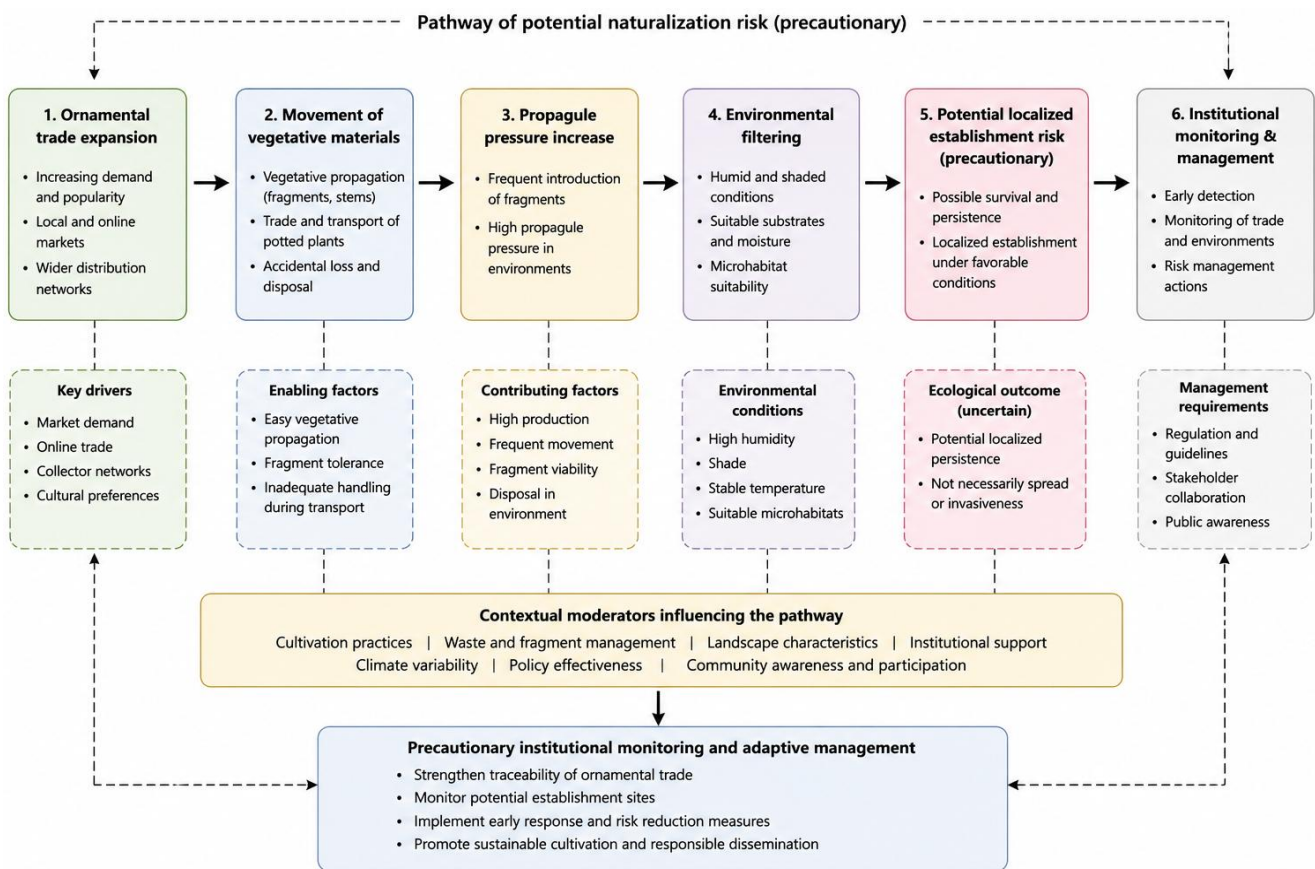 Pathway of potential naturalization risk (precautionary)
1. Ornamental
trade expansion
• Increasing demand
and popularity
• Local and online
markets
• Wider distribution
networks
2. Movement of
vegetative materials
• Vegetative propagation
(fragments, stems)
• Trade and transport of
potted plants
• Accidental loss and
disposal
3. Propagule
pressure increase
• Frequent introduction
of fragments
• High propagule
pressure in
environments
4. Environmental
filtering
• Humid and shaded
conditions
• Suitable substrates
and moisture
• Microhabitat
suitability
5. Potential localized
establishment risk
(precautionary)
• Possible survival and
persistence
• Localized establishment
under favorable
conditions
6. Institutional
monitoring &
management
• Early detection
• Monitoring of trade
and environments
• Risk management
actions
Key drivers
• Market demand
• Online trade
• Collector networks
• Cultural preferences
Enabling factors
• Easy vegetative
propagation
• Fragment tolerance
• Inadequate handling
during transport
Contributing factors
• High production
• Frequent movement
• Fragment viability
• Disposal in
environment
Environmental
conditions
• High humidity
• Shade
• Stable temperature
• Suitable microhabitats
Ecological outcome
(uncertain)
• Potential localized
persistence
• Not necessarily spread
or invasiveness
Management
requirements
• Regulation and
guidelines
• Stakeholder
collaboration
• Public awareness
Contextual moderators influencing the pathway
Cultivation practices | Waste and fragment management | Landscape characteristics | Institutional support
Climate variability | Policy effectiveness | Community awareness and participation
Precautionary institutional monitoring and adaptive management
• Strengthen traceability of ornamental trade
• Monitor potential establishment sites
• Implement early response and risk reduction measures
• Promote sustainable cultivation and responsible dissemination